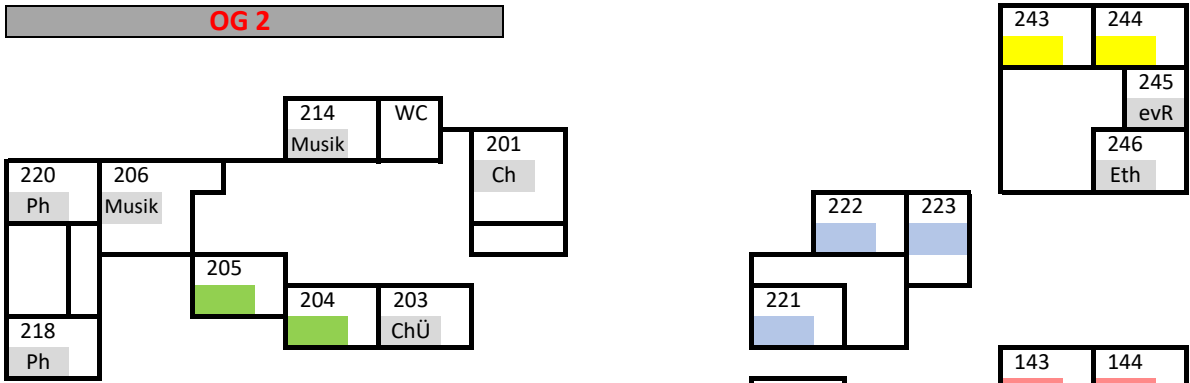 OG 2
243 244
245
evR
246
Eth
214 WC
Musik
201
Ch
220 206
Ph Musik
222 223
205
204 203
ChÜ
221
218
Ph
143 144